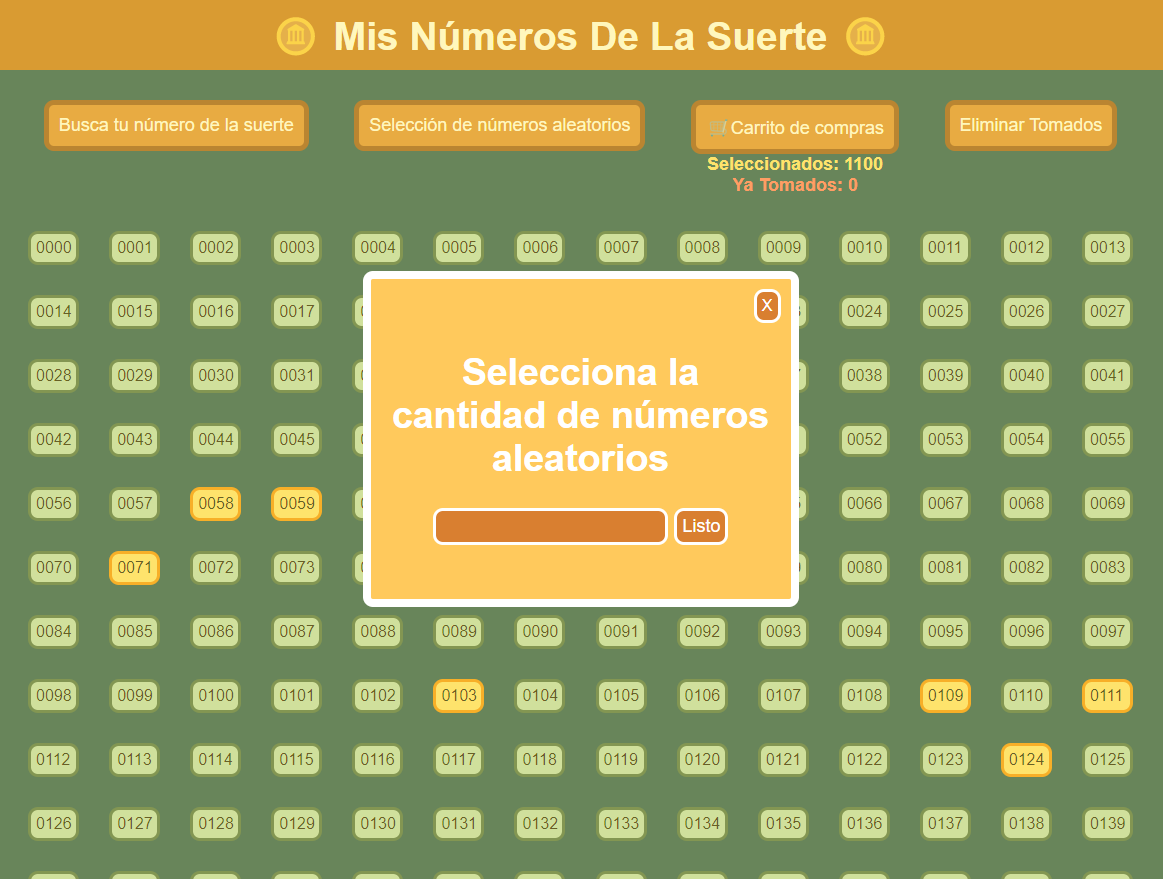 Mis Números De La Suerte
Busca tu número de la suerte Selección de números aleatorios 🛒Carrito de compras Eliminar Tomados
Seleccionados: 1100
Ya Tomados: 0
0000 0001 0002 0003 0004 0005 0006 0007 0008 0009 0010 0011 0012 0013
X
0014 0015 0016 0017 0024 0025 0026 0027
Selecciona la
0028 0029 0030 0031 0038 0039 0040 0041
cantidad de números
0042 0043 0044 0045 0052 0053 0054 0055
aleatorios
0056 0057 0058 0059 0066 0067 0068 0069
Listo
0070 0071 0072 0073 0080 0081 0082 0083
0084 0085 0086 0087 0088 0089 0090 0091 0092 0093 0094 0095 0096 0097
0098 0099 0100 0101 0102 0103 0104 0105 0106 0107 0108 0109 0110 0111
0112 0113 0114 0115 0116 0117 0118 0119 0120 0121 0122 0123 0124 0125
0126 0127 0128 0129 0130 0131 0132 0133 0134 0135 0136 0137 0138 0139